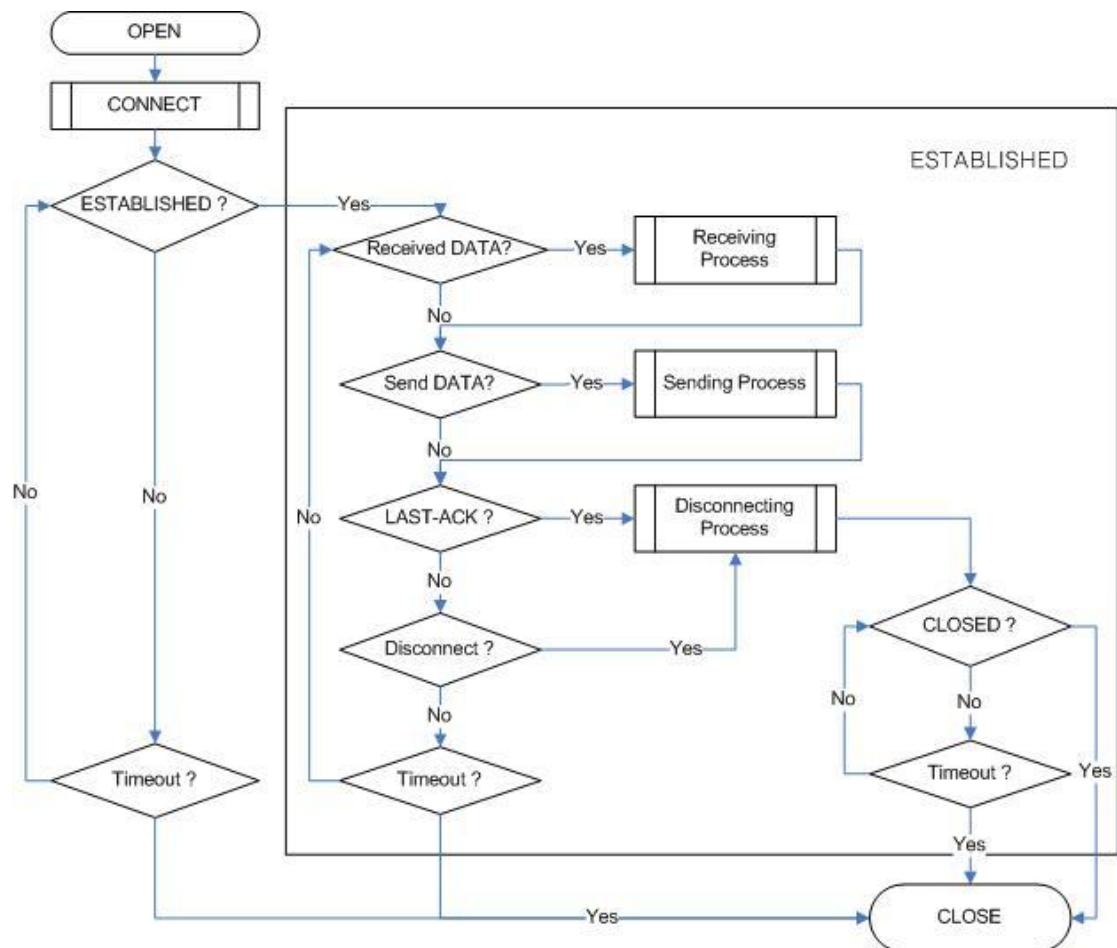 OPEN
CONNECT
ESTABLISHED
ESTABLISHED ?
Yes
Received DATA?
Yes
Receiving
Process
No
Send DATA?
Yes
Sending Process
No
No
No
No
LAST-ACK ?
Yes
Disconnecting
Process
No
CLOSED ?
Disconnect ?
Yes
No
No
No
Timeout ?
Timeout ?
Timeout ?
Yes
Yes
Yes
CLOSE